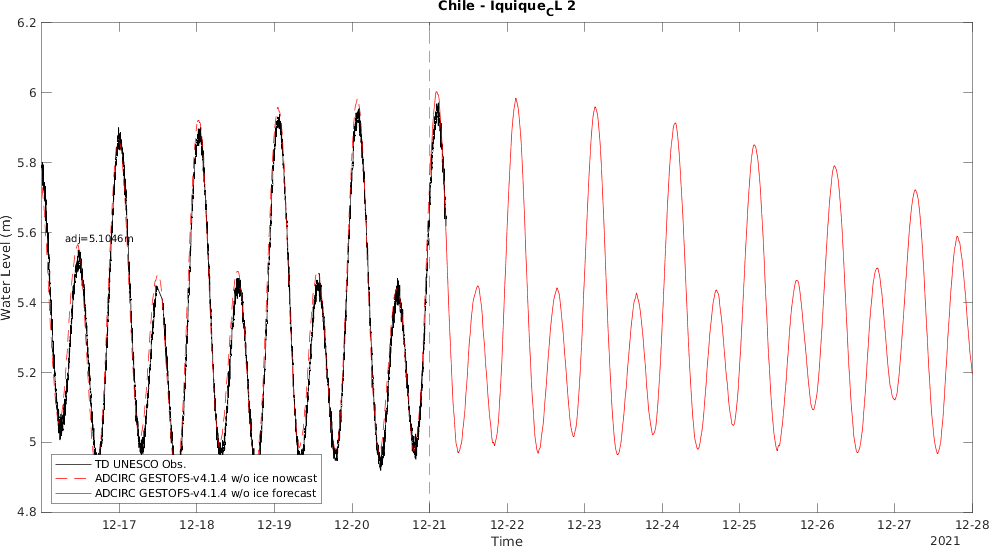 Chile - Iquique_CL 2
6.2
6
5.8
5.6
5.4
5.2
5
4.8
Water Level (m)
adj=5.1046m
TD UNESCO Obs.
ADCIRC GESTOFS-v4.1.4 w/o ice nowcast
ADCIRC GESTOFS-v4.1.4 w/o ice forecast
12-17 12-18 12-19 12-20 12-21 12-22 12-23 12-24 12-25 12-26 12-27 12-28
Time
2021